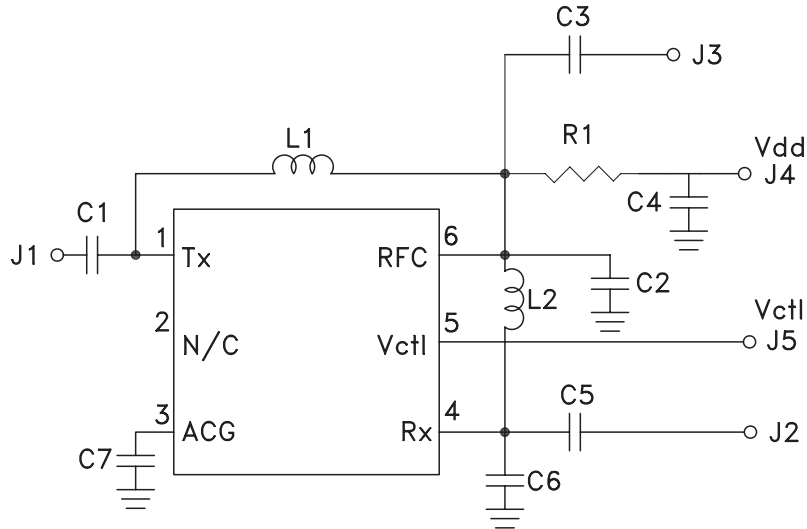 C3
J3
R1
Vdd
J4
L1
C4
C1
J1
1
Tx
RFC
6
C2
L2
2
N/C
Vctl
5
Vctl
J5
3
ACG
Rx
4
C5
J2
C7
C6